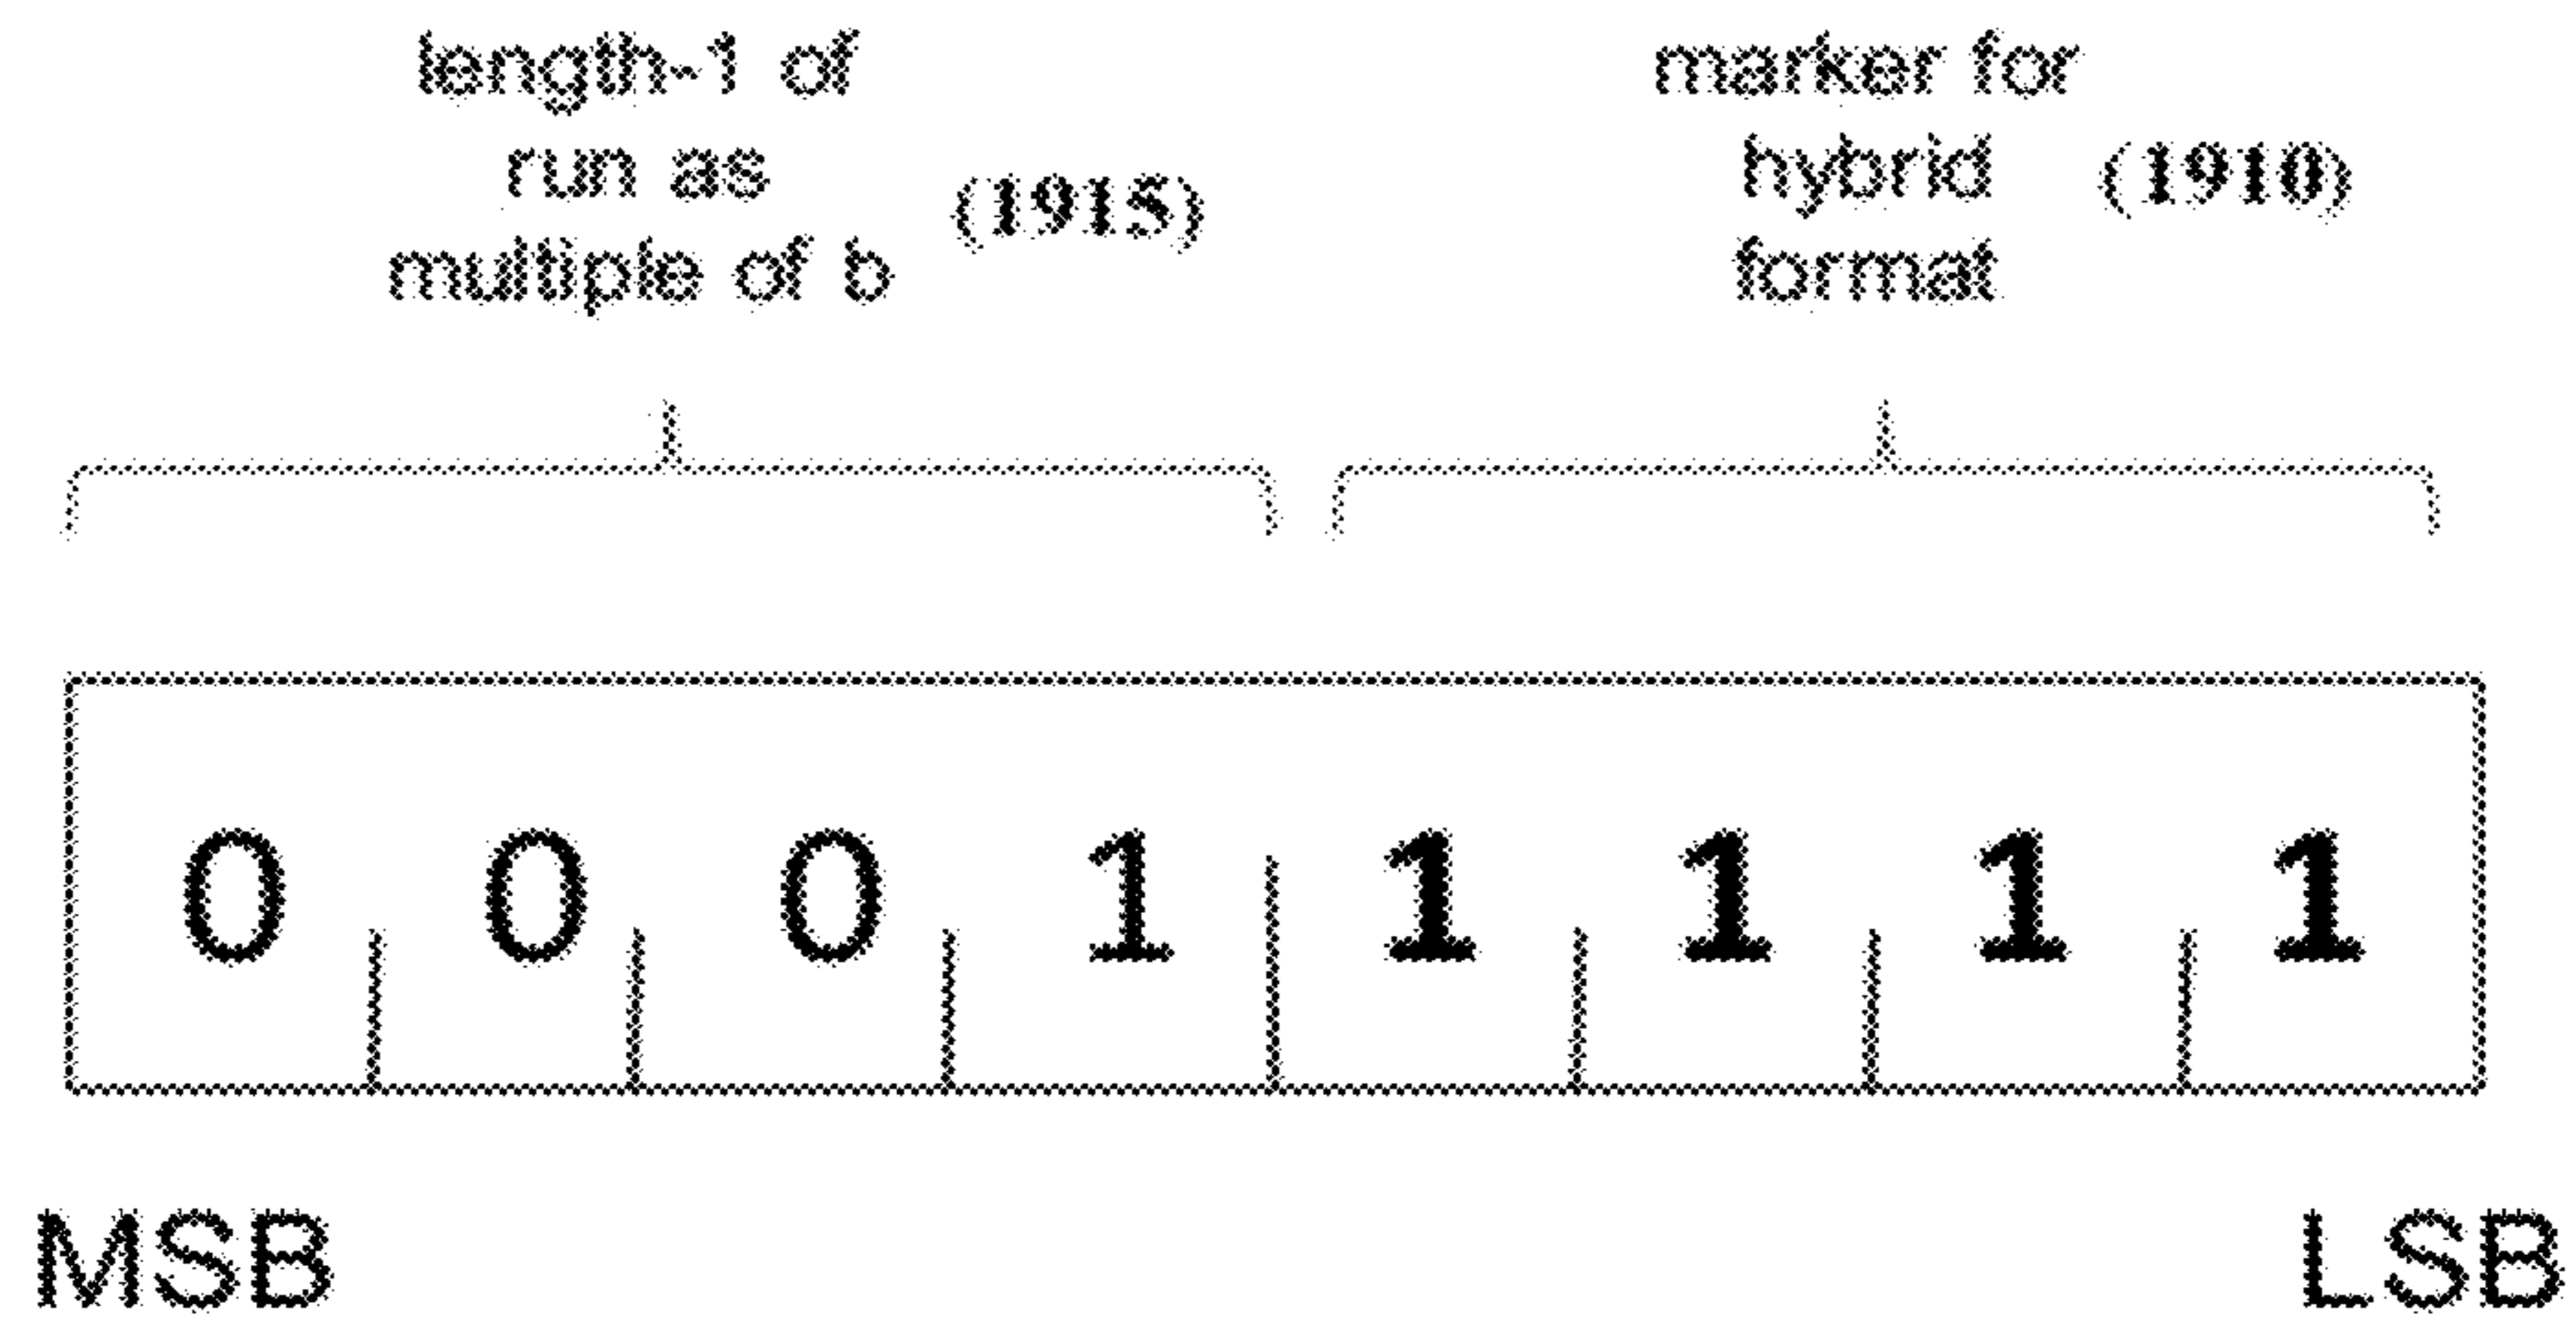 length-1 of
run as
multiple of b
(1915)
marker for
hybrid
format
(1910)
0 0 0 1 1 1 1 1
MSB
LSB